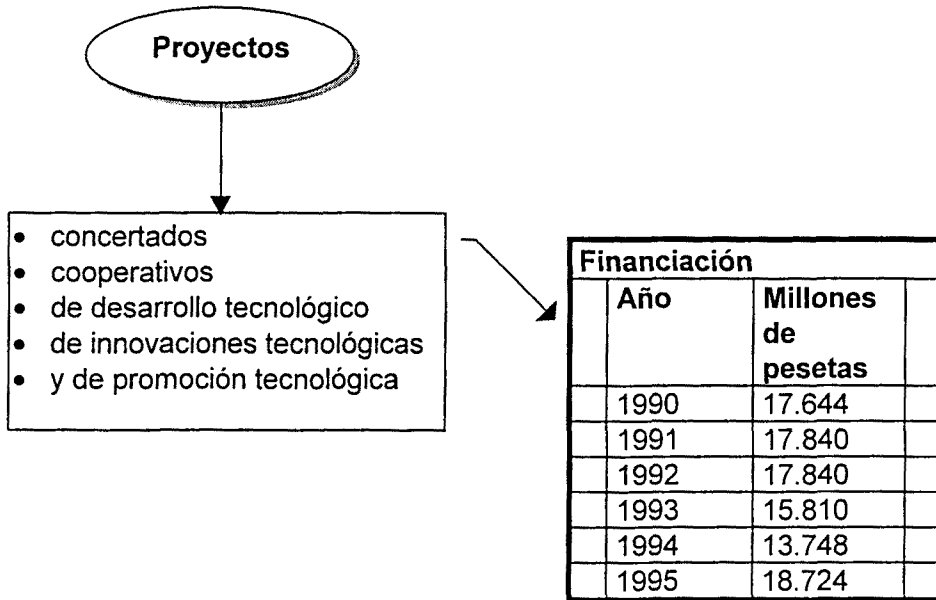 Proyectos
• concertados
• cooperativos
• de desarrollo tecnológico
• de innovaciones tecnológicas
• y de promoción tecnológica
Financiación
Año Millones
de
pesetas
1990 17.644
1991 17.840
1992 17.840
1993 15.810
1994 13.748
1995 18.724